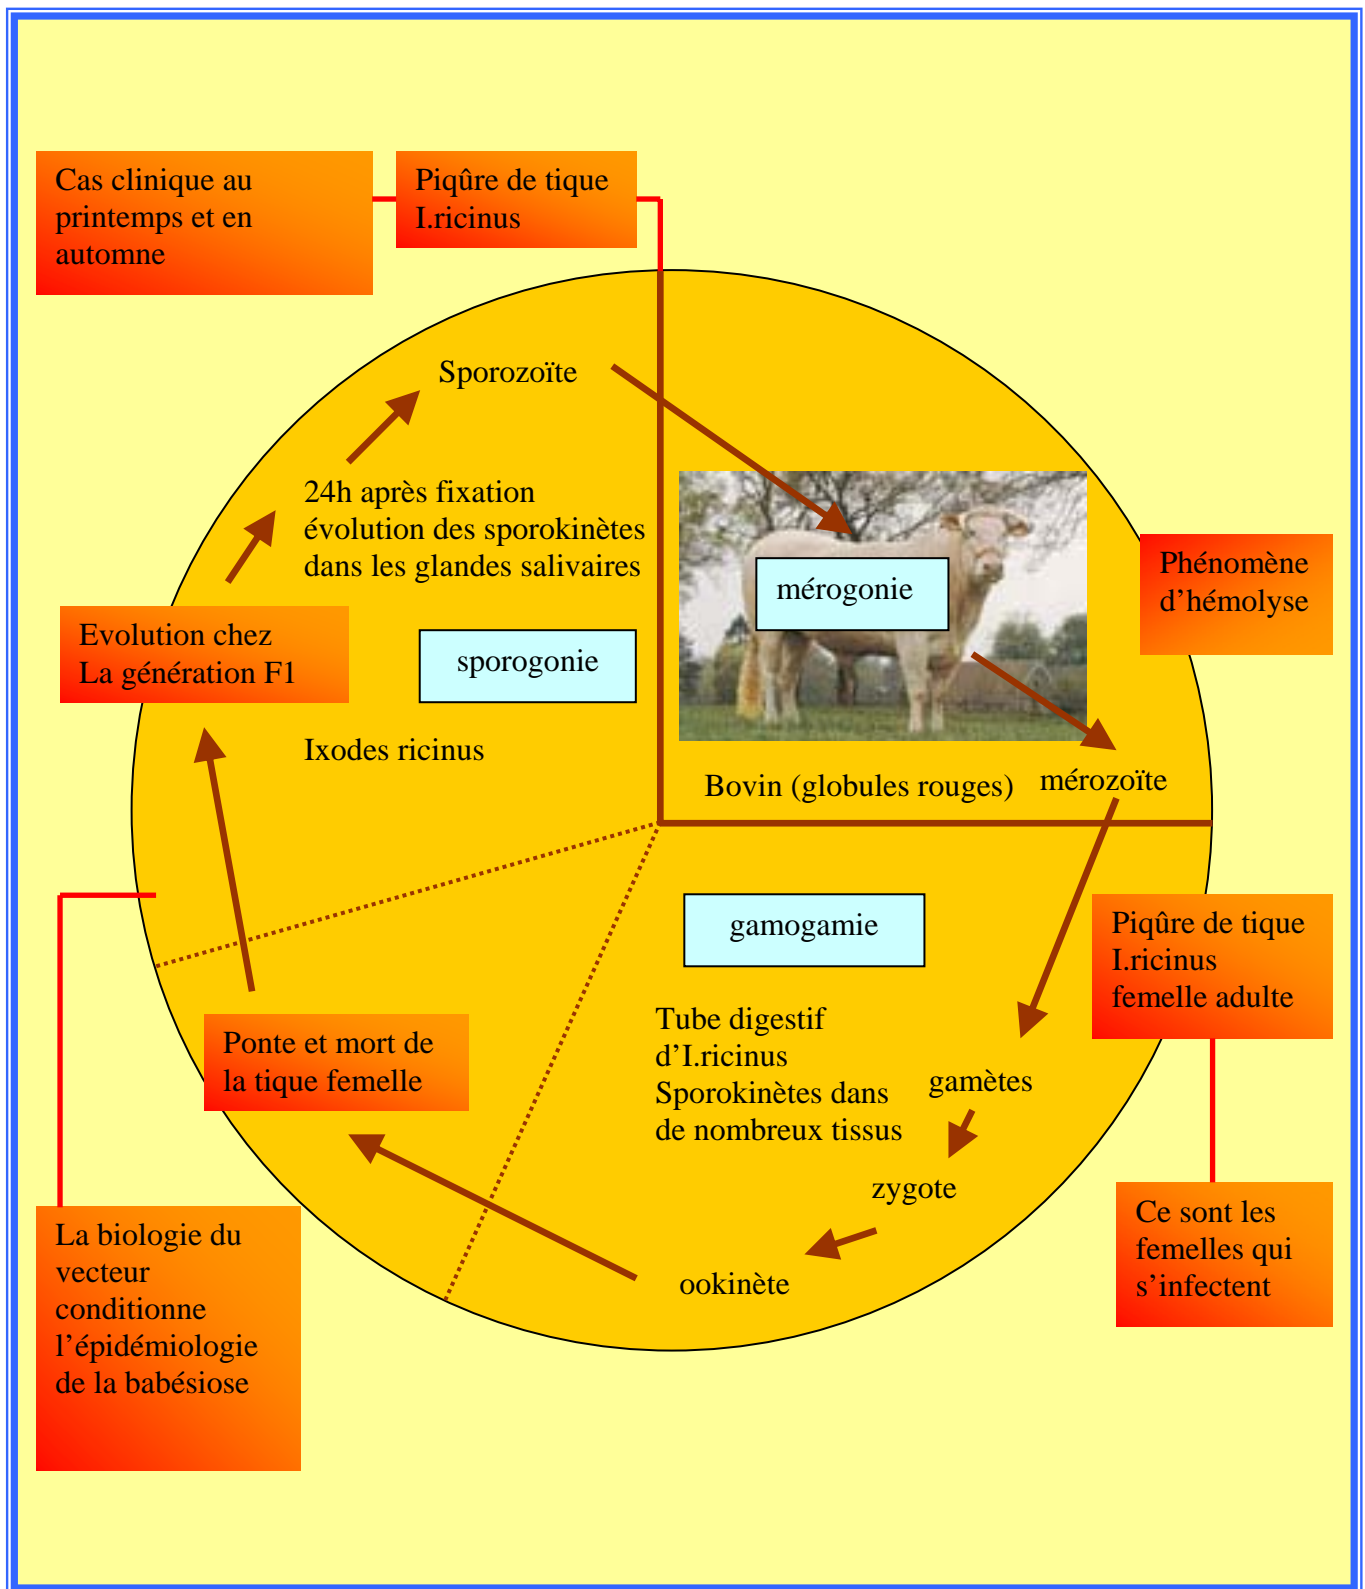 Cas clinique au
printemps et en
automne
Piqûre de tique
I.ricinus
Sporozoïte
24h après fixation
évolution des sporokinètes
dans les glandes salivaires
mérogonie
Phénomène
d’hémolyse
Evolution chez
La génération F1
sporogonie
Ixodes ricinus
Bovin (globules rouges)
mérozoïte
gamogamie
Piqûre de tique
I.ricinus
femelle adulte
Tube digestif
d’I.ricinus
Sporokinètes dans
de nombreux tissus
gamètes
Ponte et mort de
la tique femelle
zygote
ookinète
Ce sont les
femelles qui
s’infectent
La biologie du
vecteur
conditionne
l’épidémiologie
de la babésiose